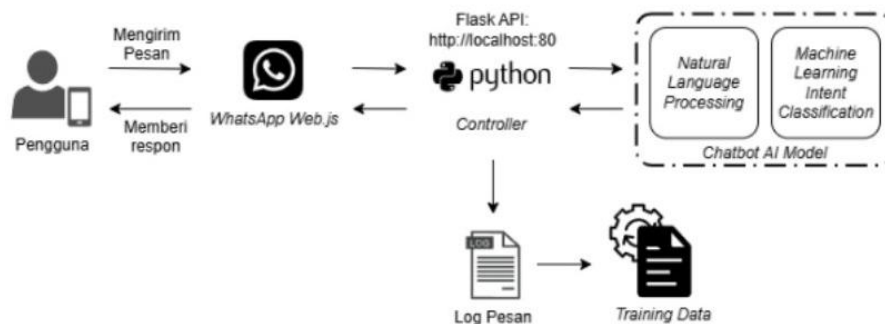 Mengirim
Pesan
Memberi
respon
Pengguna
WhatsApp Web.js
Flask API:
http://localhost:80
python
Controller
Natural
Language
Processing
Machine
Learning
Intent
Classification
Chatbot AI Model
LOG
Log Pesan
Training Data